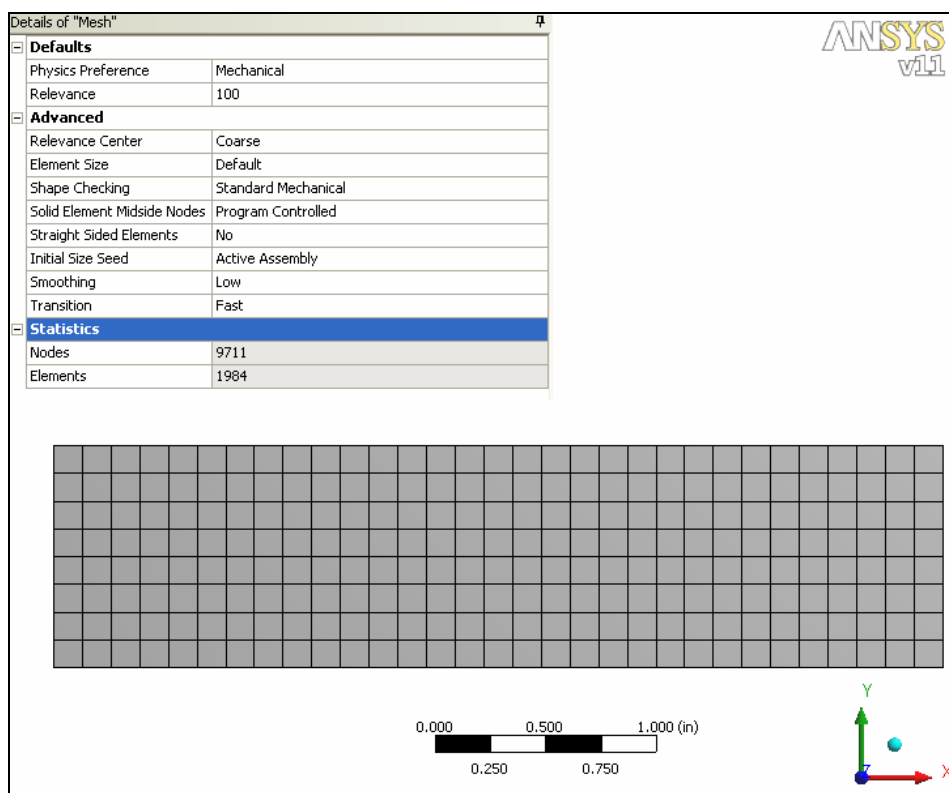 Details of "Mesh"
Defaults
Physics Preference Mechanical
Relevance 100
Advanced
Relevance Center Coarse
Element Size Default
Shape Checking Standard Mechanical
Solid Element Midside Nodes Program Controlled
Straight Sided Elements No
Initial Size Seed Active Assembly
Smoothing Low
Transition Fast
Statistics
Nodes 9711
Elements 1984
ANSYS
v11
0.000 0.500 1.000 (in)
0.250 0.750
Y
Z
X